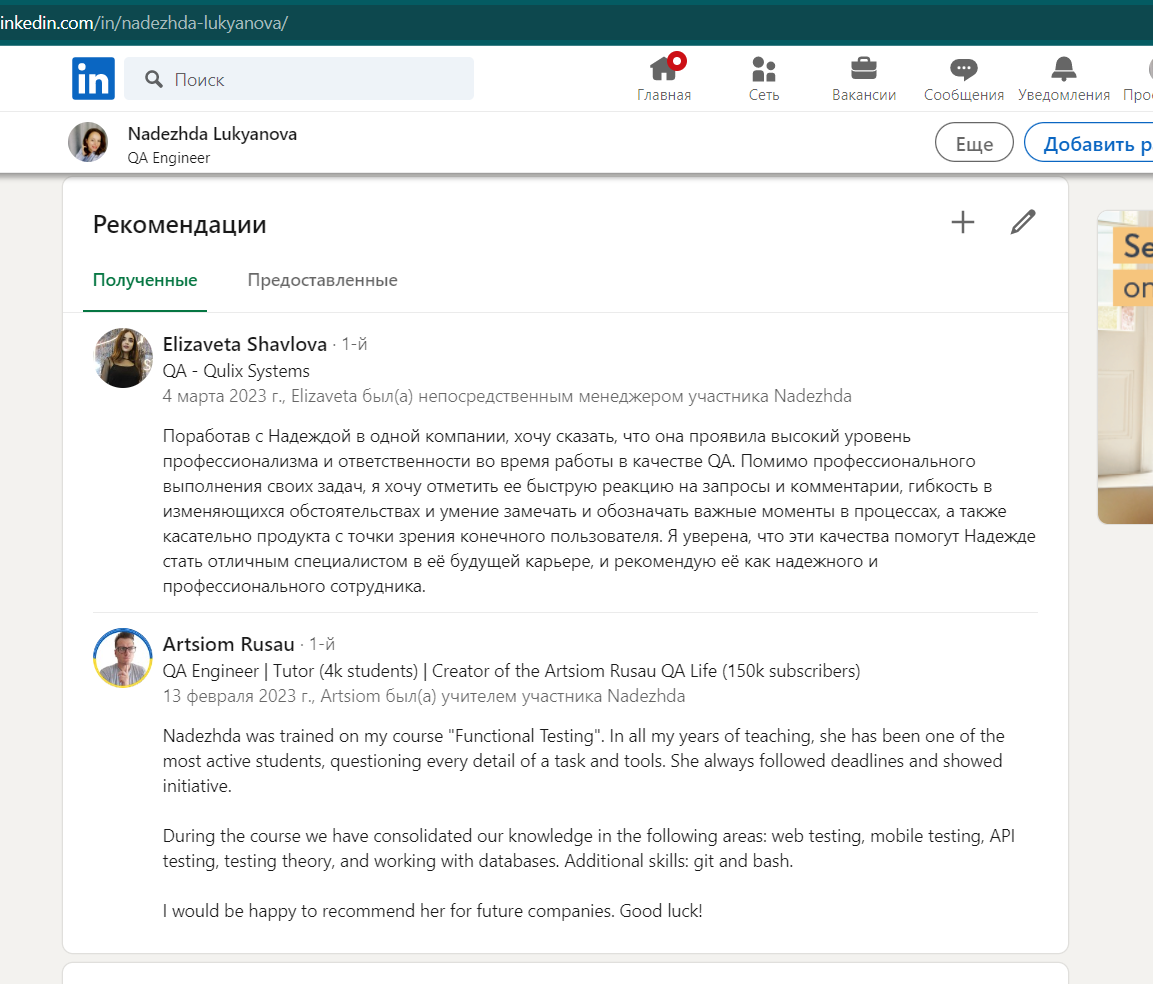 inkedin.com/in/nadezhda-lukyanova/
in
Поиск
Главная
Сеть
Вакансии
Сообщения
Уведомления
Nadezhda Lukyanova
QA Engineer
Еще
Добавить р
Рекомендации
Se
on
Полученные
Предоставленные
Elizaveta Shavlova · 1-й
QA - Qulix Systems
4 марта 2023 г., Elizaveta был(а) непосредственным менеджером участника Nadezhda
Поработав с Надеждой в одной компании, хочу сказать, что она проявила высокий уровень
профессионализма и ответственности во время работы в качестве QA. Помимо профессионального
выполнения своих задач, я хочу отметить ее быструю реакцию на запросы и комментарии, гибкость в
изменяющихся обстоятельствах и умение замечать и обозначать важные моменты в процессах, а также
касательно продукта с точки зрения конечного пользователя. Я уверена, что эти качества помогут Надежде
стать отличным специалистом в её будущей карьере, и рекомендую её как надежного и
профессионального сотрудника.
Artsiom Rusau · 1-й
QA Engineer | Tutor (4k students) | Creator of the Artsiom Rusau QA Life (150k subscribers)
13 февраля 2023 г., Artsiom был(а) учителем участника Nadezhda
Nadezhda was trained on my course "Functional Testing". In all my years of teaching, she has been one of the
most active students, questioning every detail of a task and tools. She always followed deadlines and showed
initiative.
During the course we have consolidated our knowledge in the following areas: web testing, mobile testing, API
testing, testing theory, and working with databases. Additional skills: git and bash.
I would be happy to recommend her for future companies. Good luck!